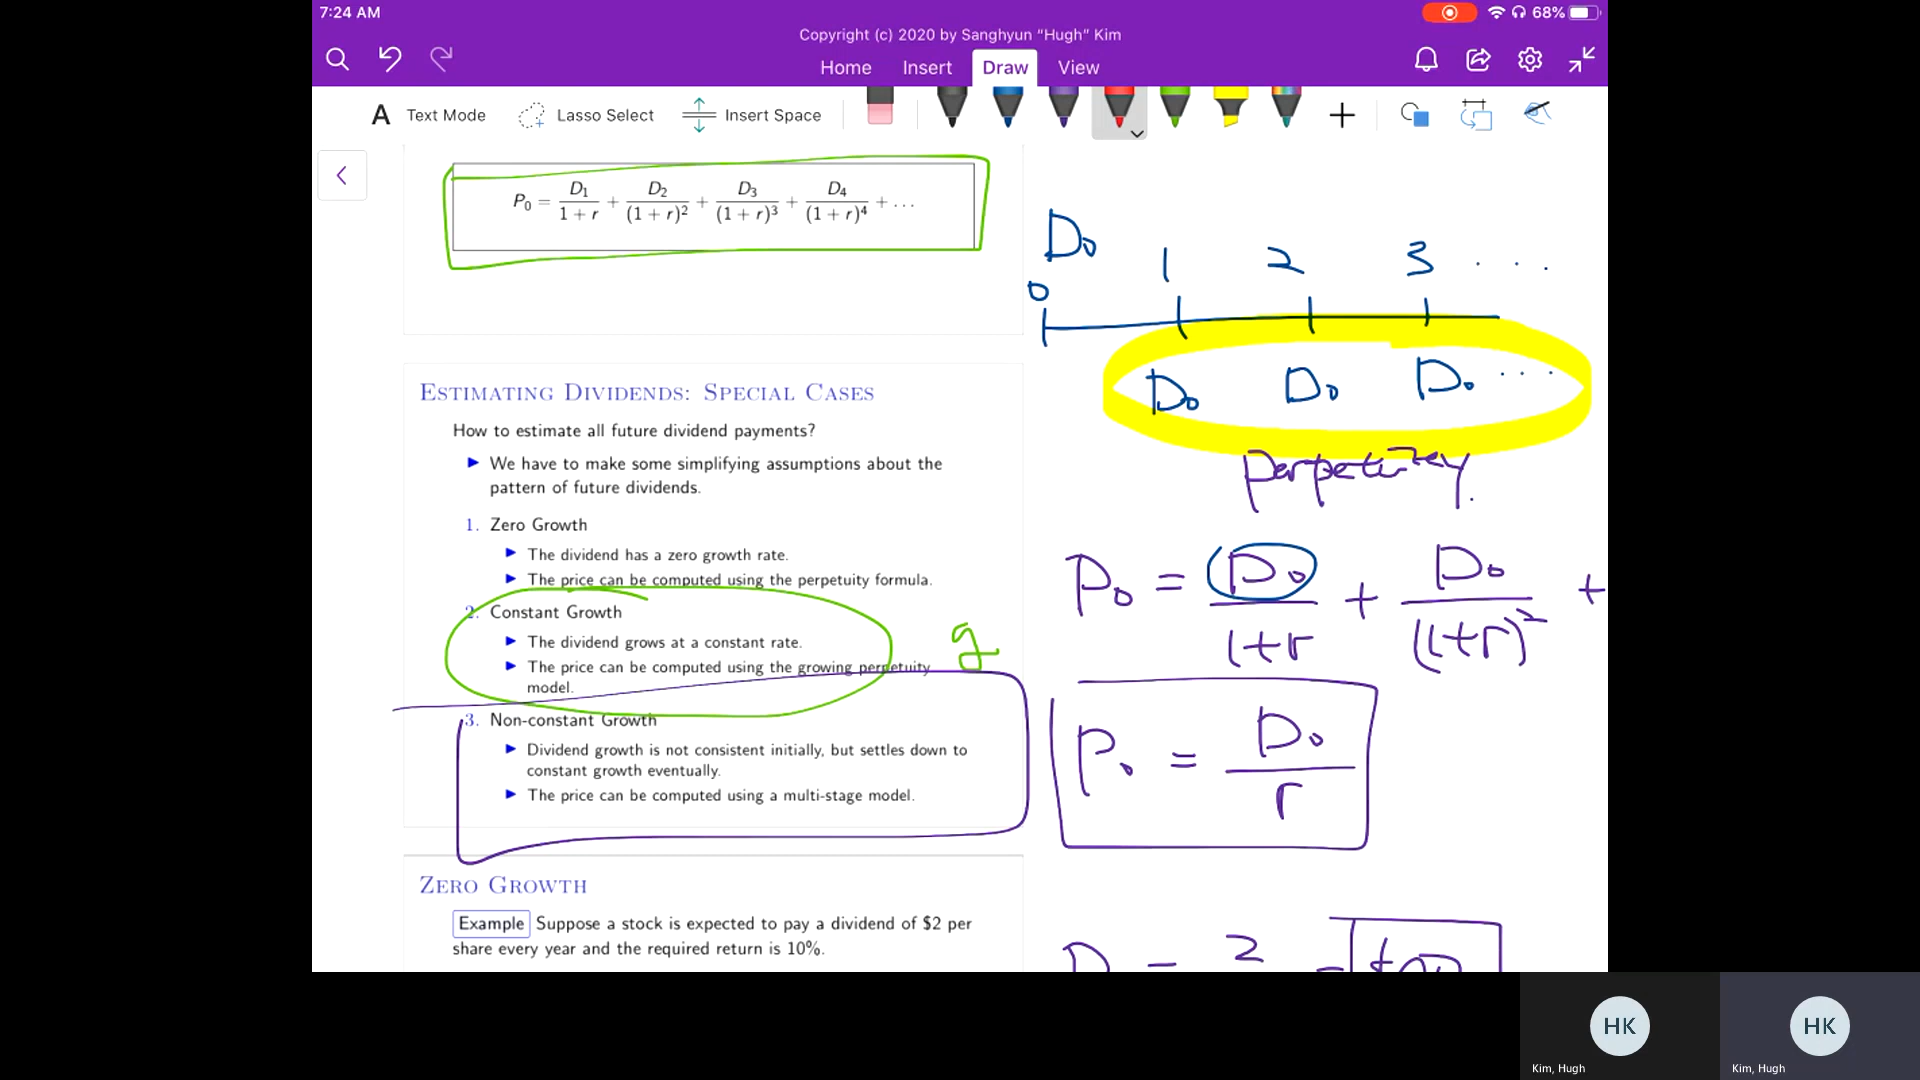 7:24 AM
68%
Copyright (c) 2020 by Sanghyun “Hugh” Kim
Home Insert Draw View
A Text Mode Lasso Select Insert Space
P₀ = D₁/(1 + r) + D₂/(1 + r)² + D₃/(1 + r)³ + D₄/(1 + r)⁴ + ...
ESTIMATING DIVIDENDS: SPECIAL CASES
How to estimate all future dividend payments?
► We have to make some simplifying assumptions about the
pattern of future dividends.
1. Zero Growth
► The dividend has a zero growth rate.
► The price can be computed using the perpetuity formula.
2. Constant Growth
► The dividend grows at a constant rate.
► The price can be computed using the growing perpetuity
model.
g
3. Non-constant Growth
► Dividend growth is not consistent initially, but settles down to
constant growth eventually.
► The price can be computed using a multi-stage model.
ZERO GROWTH
Example Suppose a stock is expected to pay a dividend of $2 per
share every year and the required return is 10%.
D₀
0 1 2 3 . . .
D₀ D₀ D₀ ...
P₀ = D₀/(1+r) + D₀/(1+r)² +
P₀ = D₀/r
HK HK
Kim, Hugh Kim, Hugh